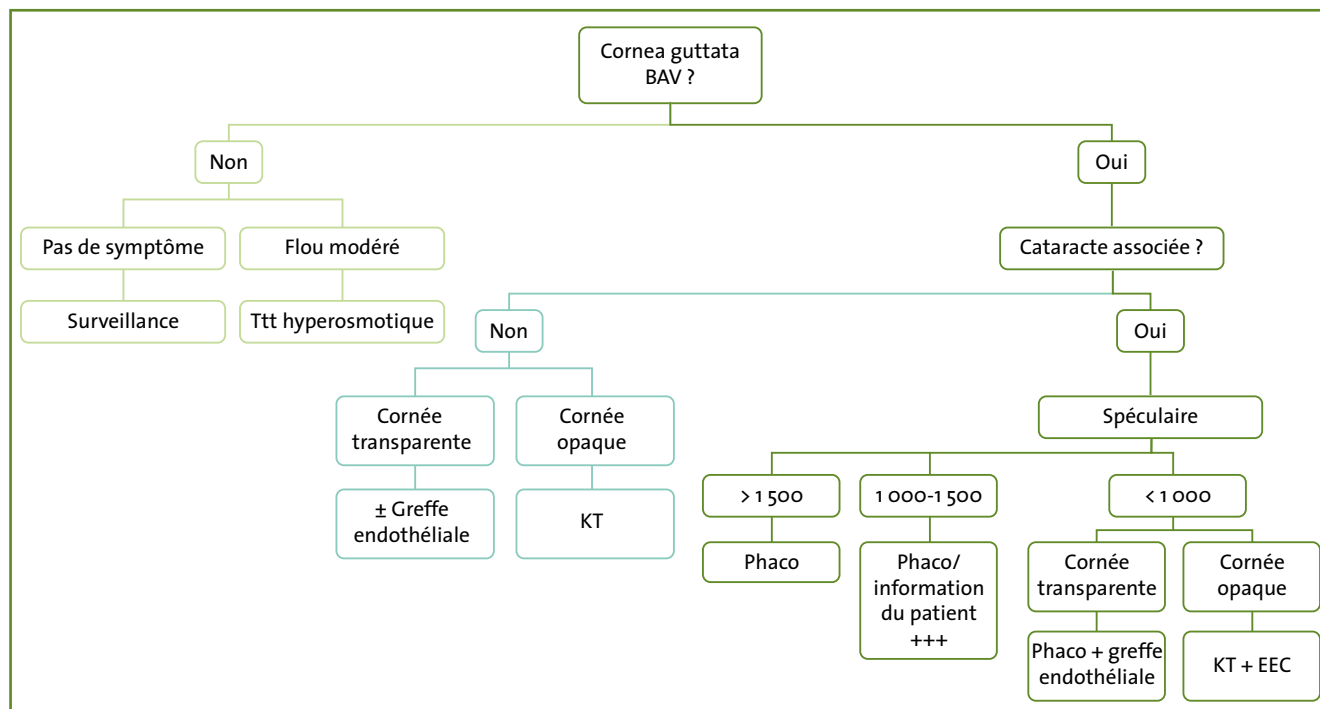 Cornea guttata
BAV ?
Non
Oui
Pas de symptôme
Flou modéré
Cataracte associée ?
Surveillance
Ttt hyperosmotique
Non
Oui
Cornée
transparente
Cornée
opaque
Spéculaire
± Greffe
endothéliale
KT
> 1 500
1 000-1 500
< 1 000
Phaco
Phaco/
information
du patient
+++
Cornée
transparente
Cornée
opaque
Phaco + greffe
endothéliale
KT + EEC